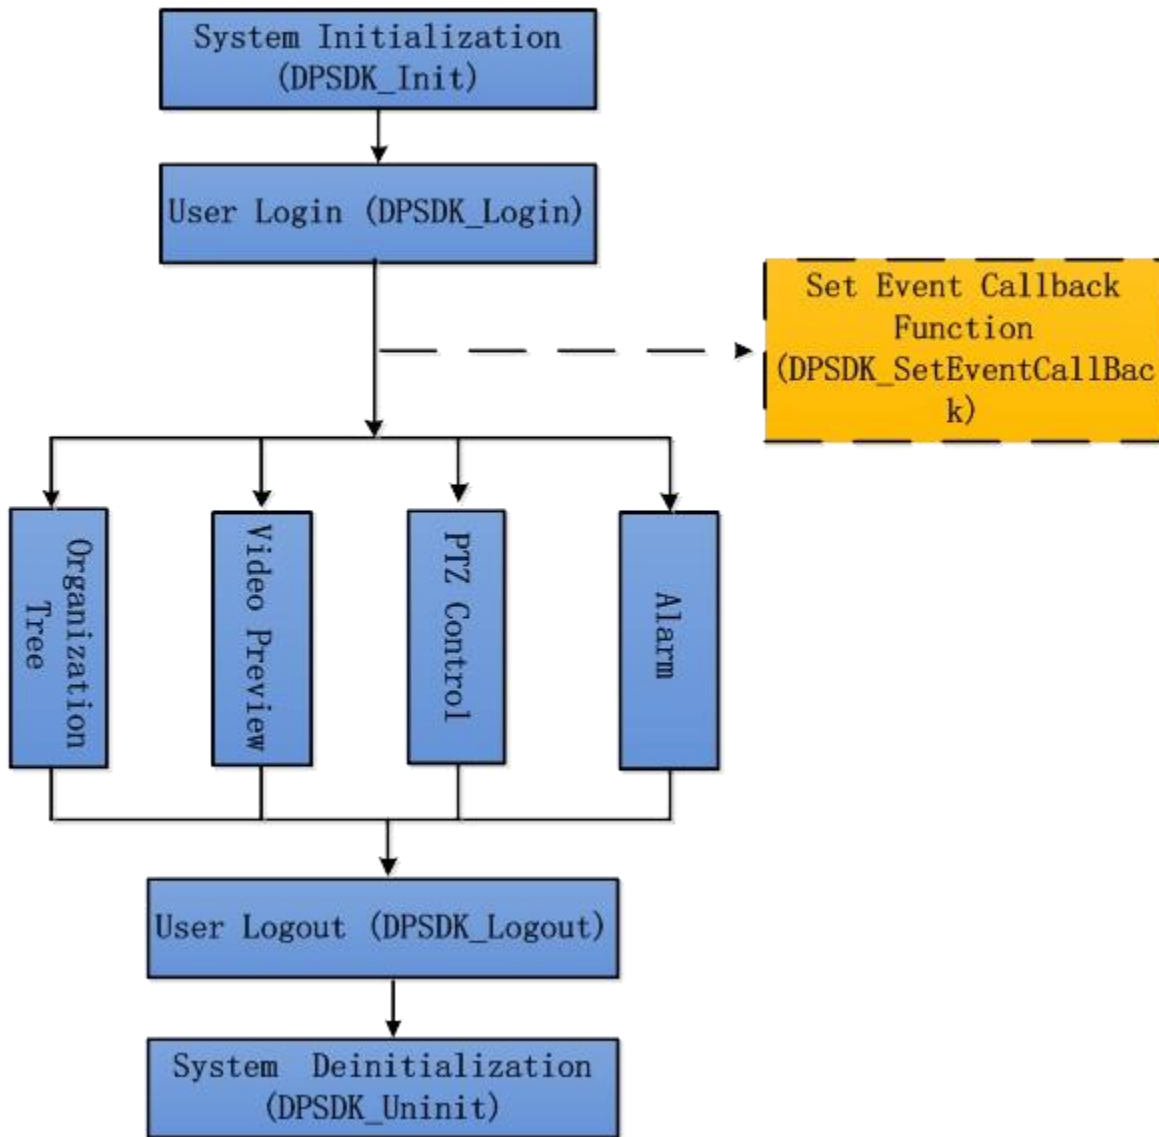 System Initialization
(DPSDK_Init)
User Login (DPSDK_Login)
Set Event Callback
Function
(DPSDK_SetEventCallBac
k)
Organization
Tree
Video Preview
PTZ Control
Alarm
User Logout (DPSDK_Logout)
System Deinitialization
(DPSDK_Uninit)